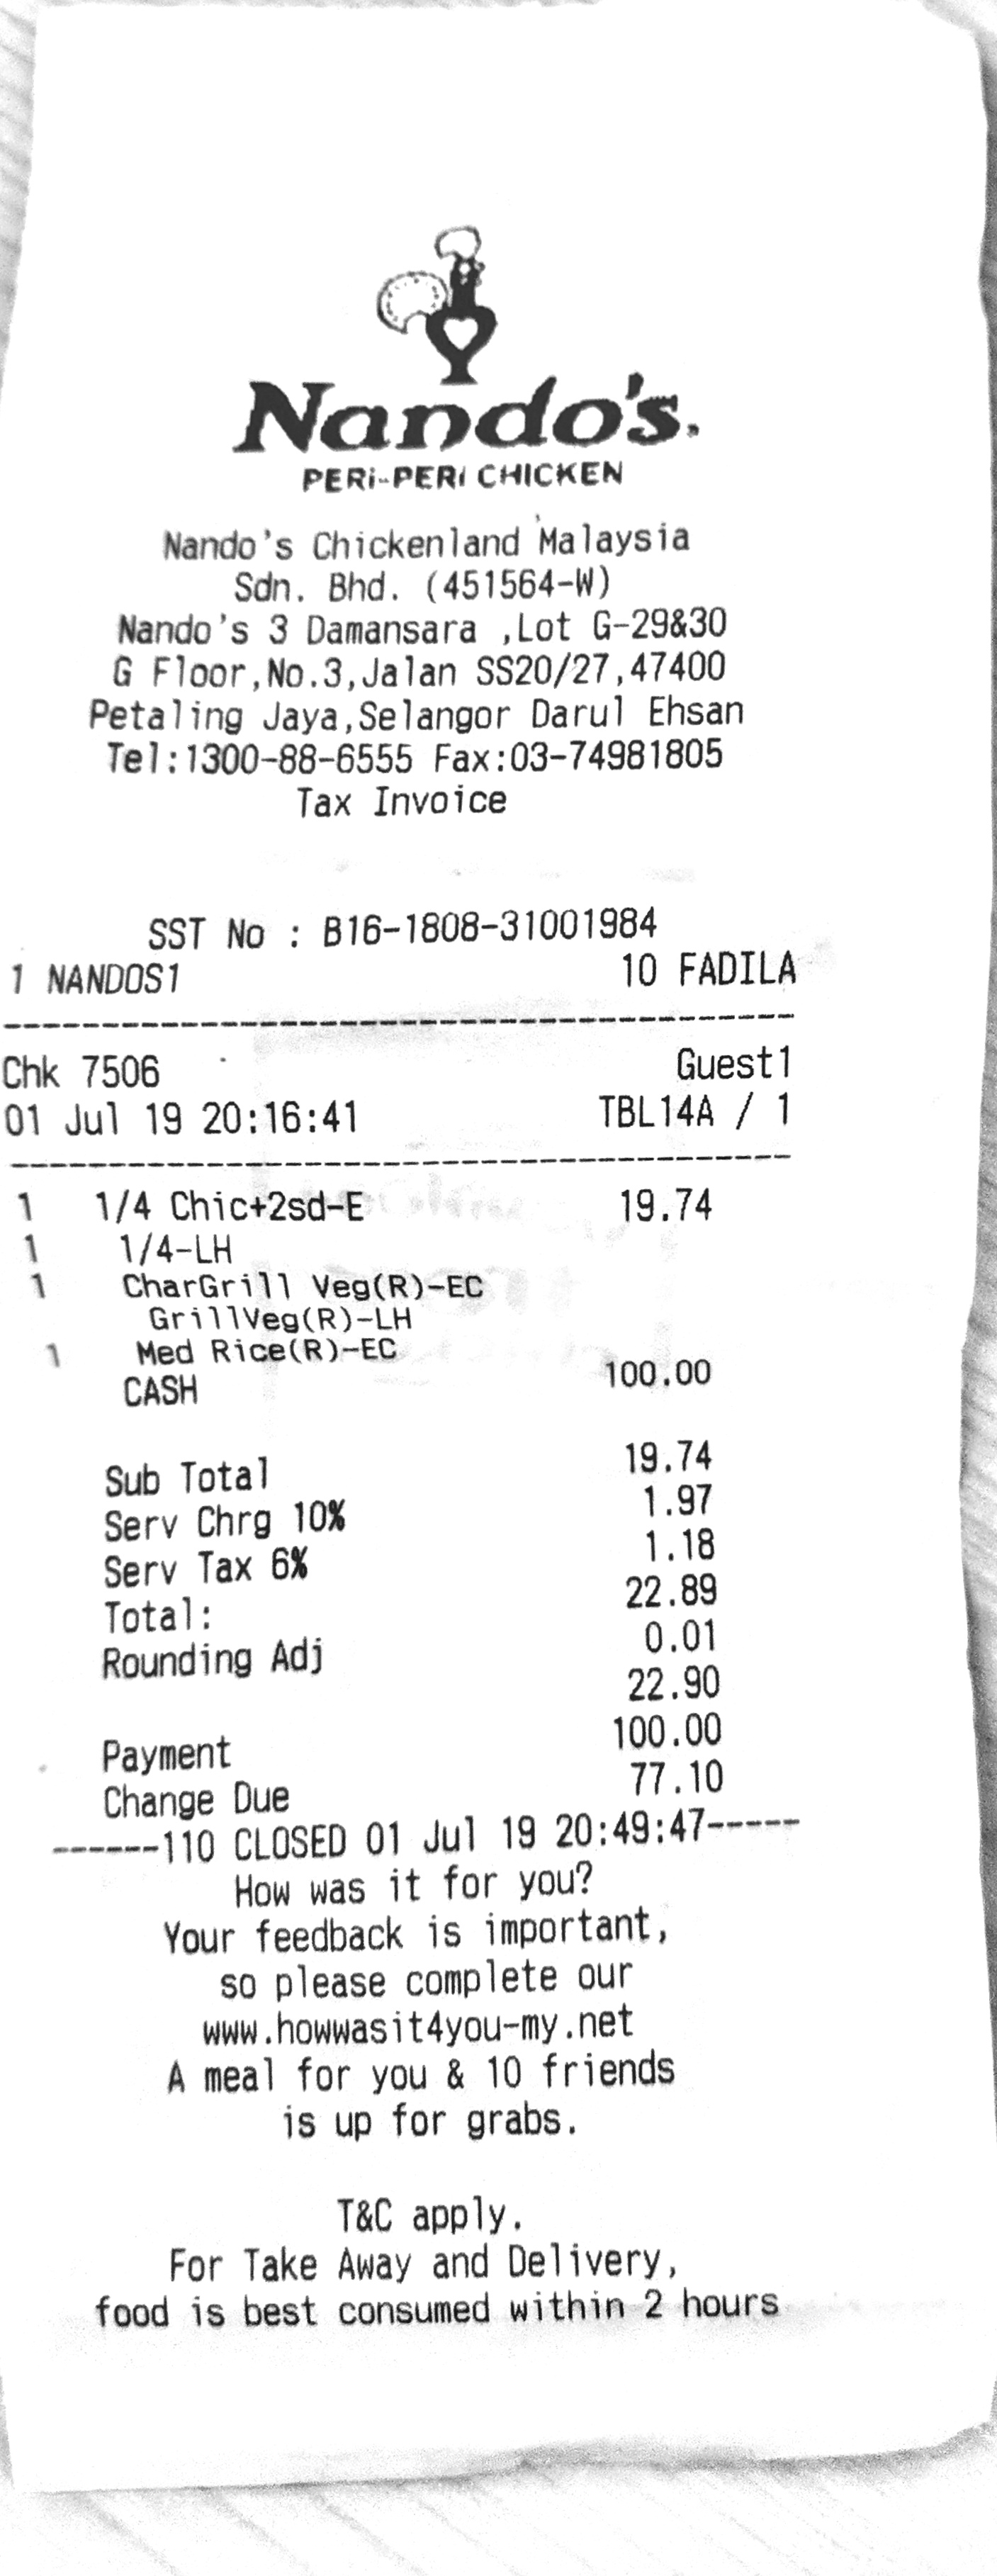 Nando's.
PERi-PERi CHICKEN
Nando's Chickenland Malaysia
Sdn. Bhd. (451564-W)
Nando's 3 Damansara ,Lot G-29&30
G Floor,No.3,Jalan SS20/27,47400
Petaling Jaya,Selangor Darul Ehsan
Tel:1300-88-6555 Fax:03-74981805
Tax Invoice
SST No : B16-1808-31001984
1 NANDOS1 10 FADILA
----------------------------------------
Chk 7506 Guest1
01 Jul 19 20:16:41 TBL14A / 1
----------------------------------------
1 1/4 Chic+2sd-E 19.74
1 1/4-LH
1 CharGrill Veg(R)-EC
GrillVeg(R)-LH
1 Med Rice(R)-EC
CASH 100.00
Sub Total 19.74
Serv Chrg 10% 1.97
Serv Tax 6% 1.18
Total: 22.89
Rounding Adj 0.01
22.90
Payment 100.00
Change Due 77.10
------110 CLOSED 01 Jul 19 20:49:47-----
How was it for you?
Your feedback is important,
so please complete our
www.howwasit4you-my.net
A meal for you & 10 friends
is up for grabs.
T&C apply.
For Take Away and Delivery,
food is best consumed within 2 hours